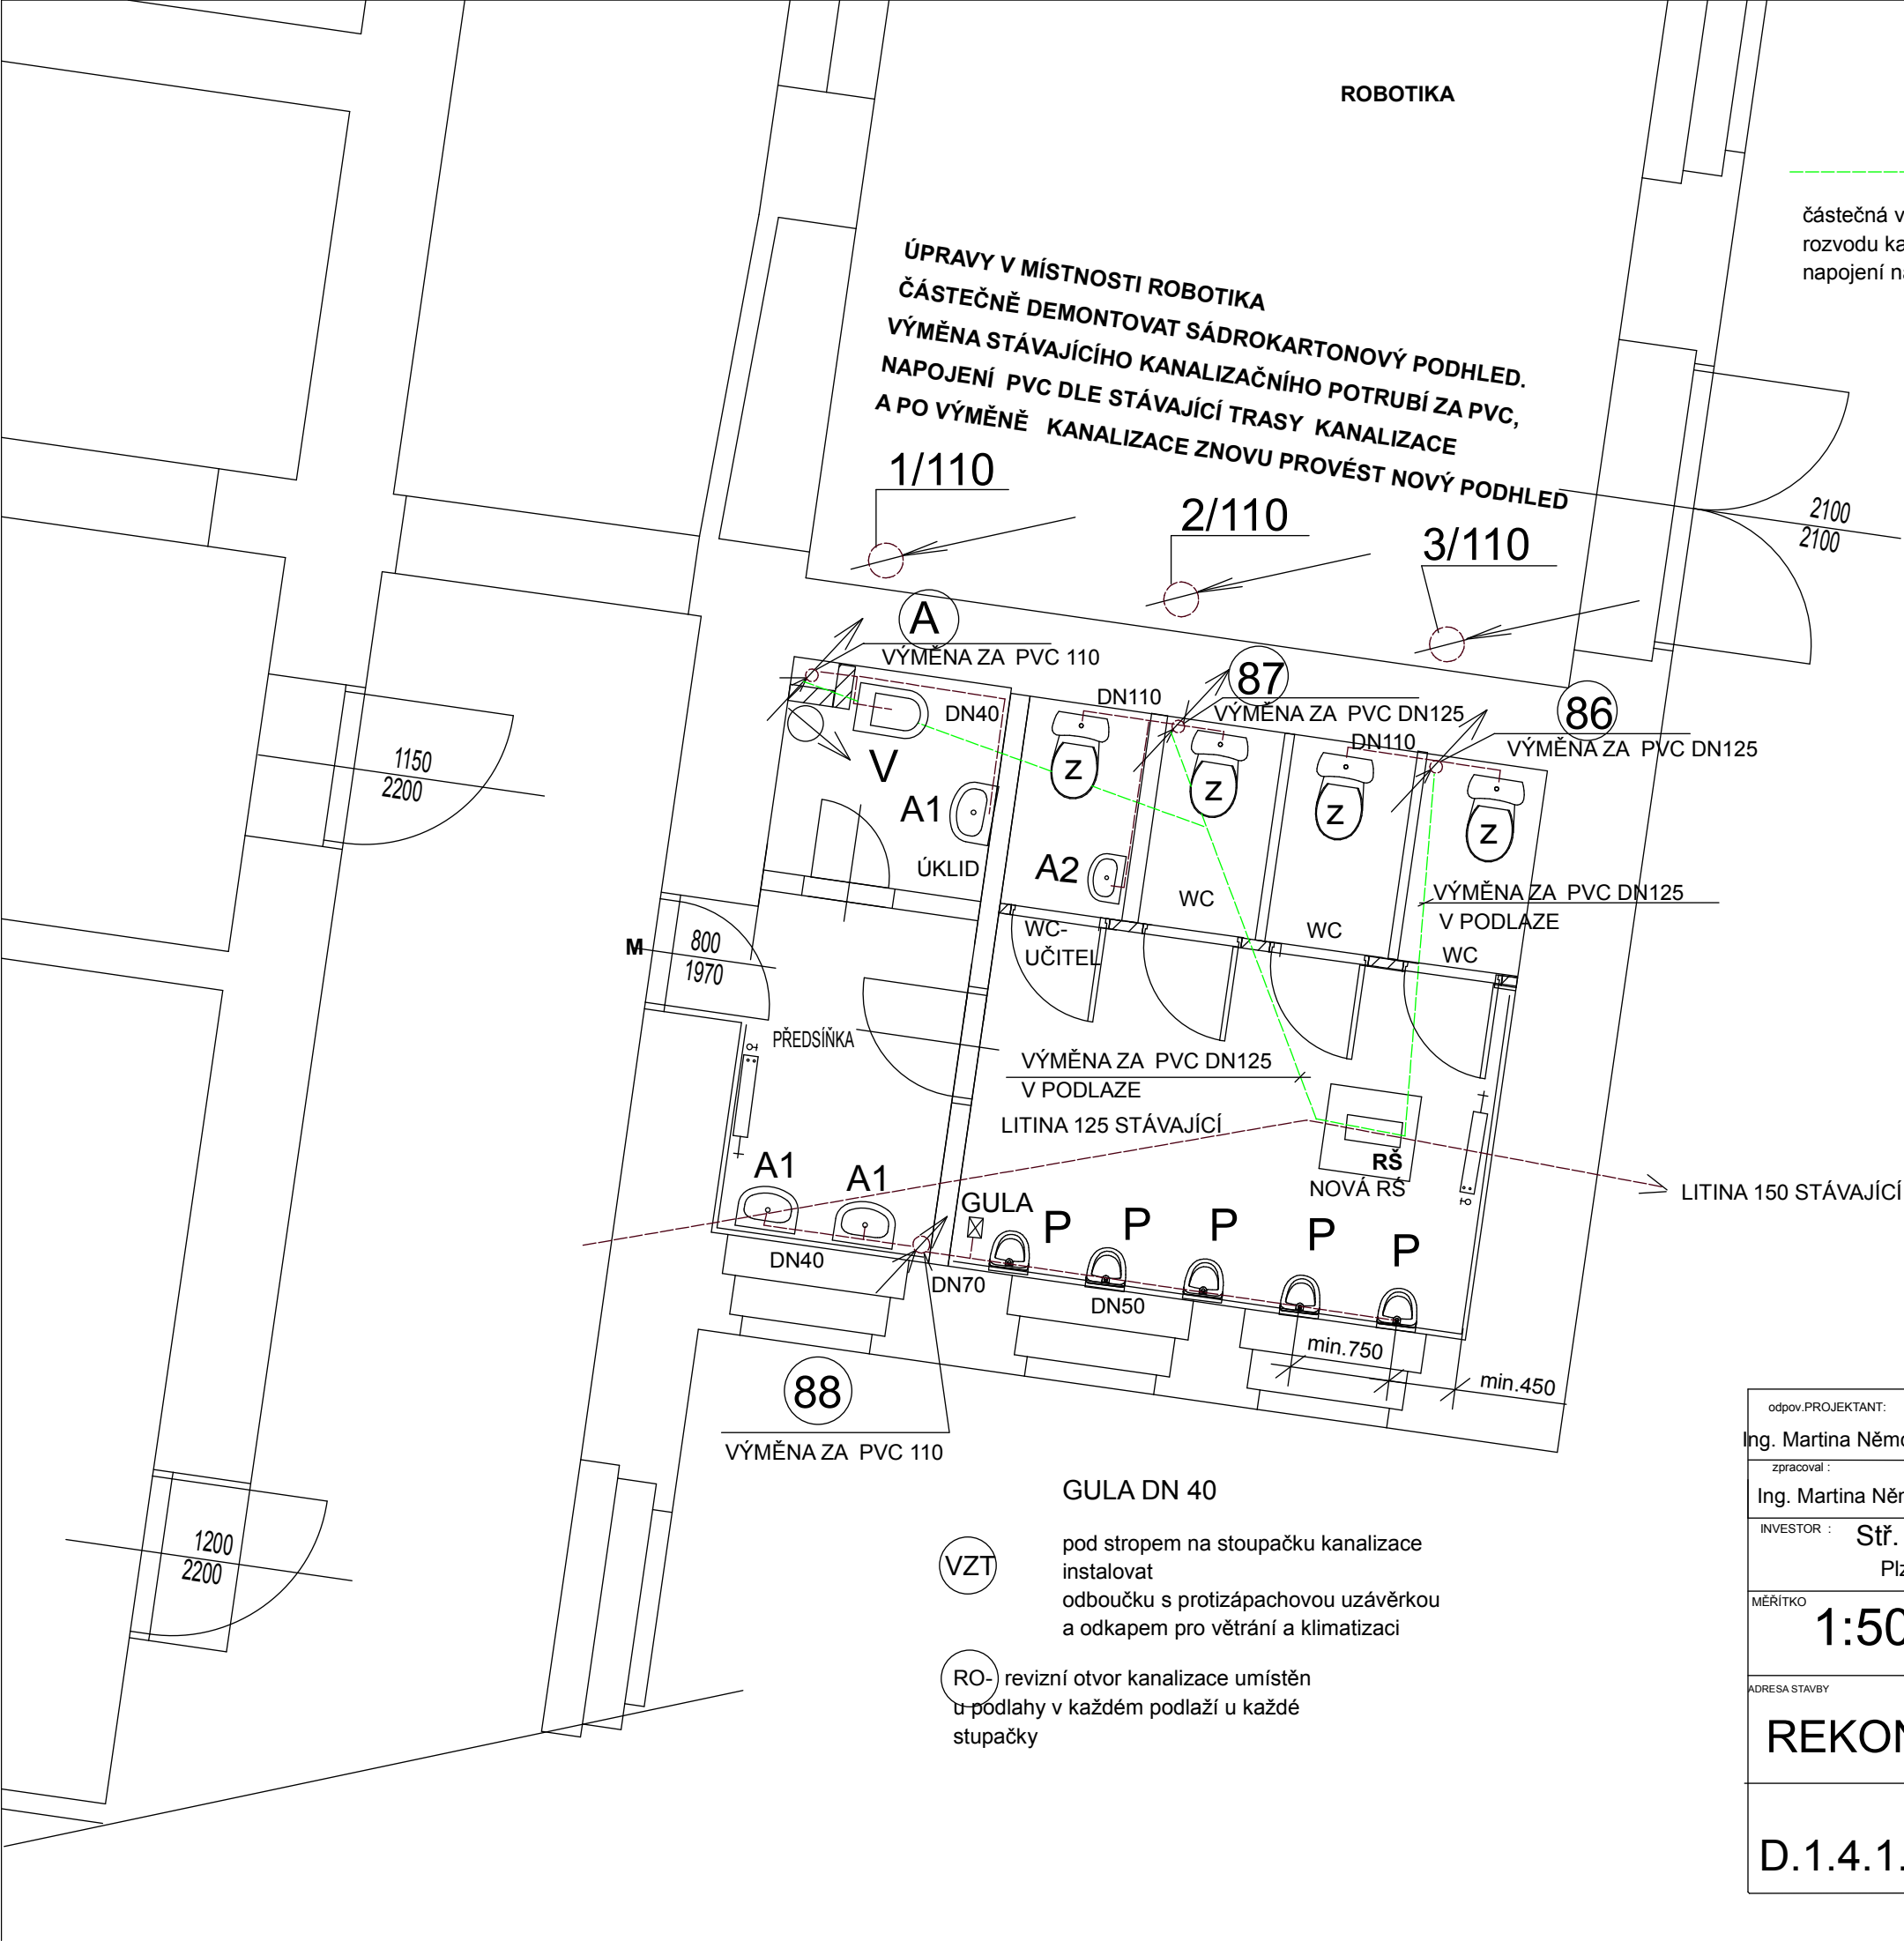 ROBOTIKA
částečná v
rozvodu ka
napojení na
ÚPRAVY V MÍSTNOSTI ROBOTIKA
ČÁSTEČNĚ DEMONTOVAT SÁDROKARTONOVÝ PODHLED.
VÝMĚNA STÁVAJÍCÍHO KANALIZAČNÍHO POTRUBÍ ZA PVC,
NAPOJENÍ PVC DLE STÁVAJÍCÍ TRASY KANALIZACE
A PO VÝMĚNĚ KANALIZACE ZNOVU PROVÉST NOVÝ PODHLED
1/110
2/110
3/110
2100
2100
A
VÝMĚNA ZA PVC 110
87
VÝMĚNA ZA PVC DN125
86
VÝMĚNA ZA PVC DN125
DN40
DN110
DN110
V
A1
ÚKLID
Z
Z
Z
Z
A2
WC-
UČITEL
WC
WC
WC
VÝMĚNA ZA PVC DN125
V PODLAZE
1150
2200
M
800
1970
PŘEDSÍŇKA
VÝMĚNA ZA PVC DN125
V PODLAZE
LITINA 125 STÁVAJÍCÍ
RŠ
NOVÁ RŠ
LITINA 150 STÁVAJÍCÍ
A1
A1
GULA
P
P
P
P
P
DN40
DN70
DN50
min.750
min.450
88
VÝMĚNA ZA PVC 110
1200
2200
GULA DN 40
VZT
pod stropem na stoupačku kanalizace
instalovat
odboučku s protizápachovou uzávěrkou
a odkapem pro větrání a klimatizaci
RO- revizní otvor kanalizace umístěn
u podlahy v každém podlaží u každé
stupačky
odpov.PROJEKTANT:
Ing. Martina Němc
zpracoval :
Ing. Martina Něm
INVESTOR :
Stř.
Plz
MĚŘÍTKO
1:50
ADRESA STAVBY
REKON
D.1.4.1.